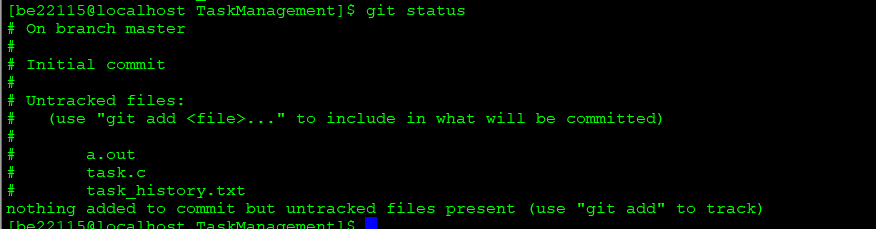 [be22115@localhost TaskManagement]$ git status
# On branch master
#
# Initial commit
#
# Untracked files:
#   (use "git add <file>..." to include in what will be committed)
#
#       a.out
#       task.c
#       task_history.txt
nothing added to commit but untracked files present (use "git add" to track)
[be22115@localhost TaskManagement]$